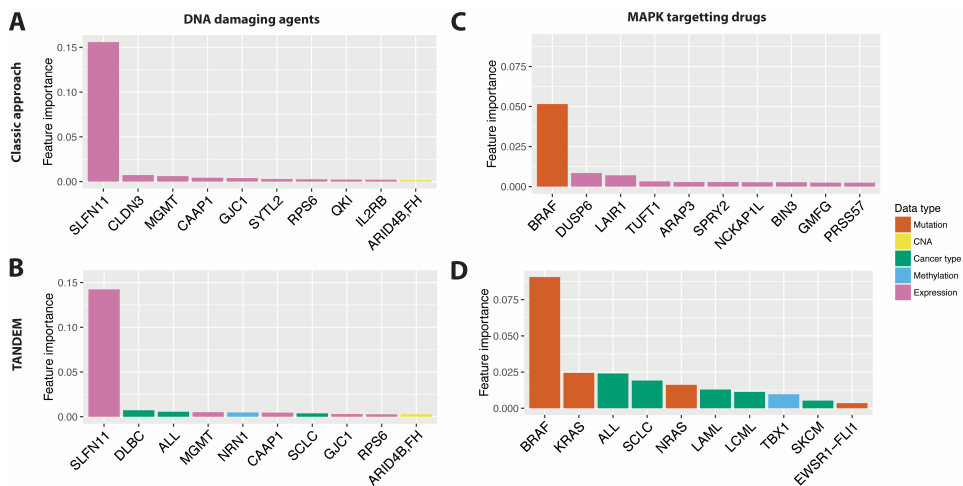 A
DNA damaging agents
Classic approach
Feature importance
0.15
0.10
0.05
0.00
SLFN11
CLDN3
MGMT
CAAP1
GJC1
SYTL2
RPS6
QKI
IL2RB
ARID4B,FH
C
MAPK targetting drugs
Feature importance
0.075
0.050
0.025
0.000
BRAF
DUSP6
LAIR1
TUFT1
ARAP3
SPRY2
NCKAP1L
BIN3
GMFG
PRSS57
Data type
Mutation
CNA
Cancer type
Methylation
Expression
B
TANDEM
Feature importance
0.15
0.10
0.05
0.00
SLFN11
DLBC
ALL
MGMT
NRN1
CAAP1
SCLC
GJC1
RPS6
ARID4B,FH
D
Feature importance
0.075
0.050
0.025
0.000
BRAF
KRAS
ALL
SCLC
NRAS
LAML
LCML
TBX1
SKCM
EWSR1-FLI1